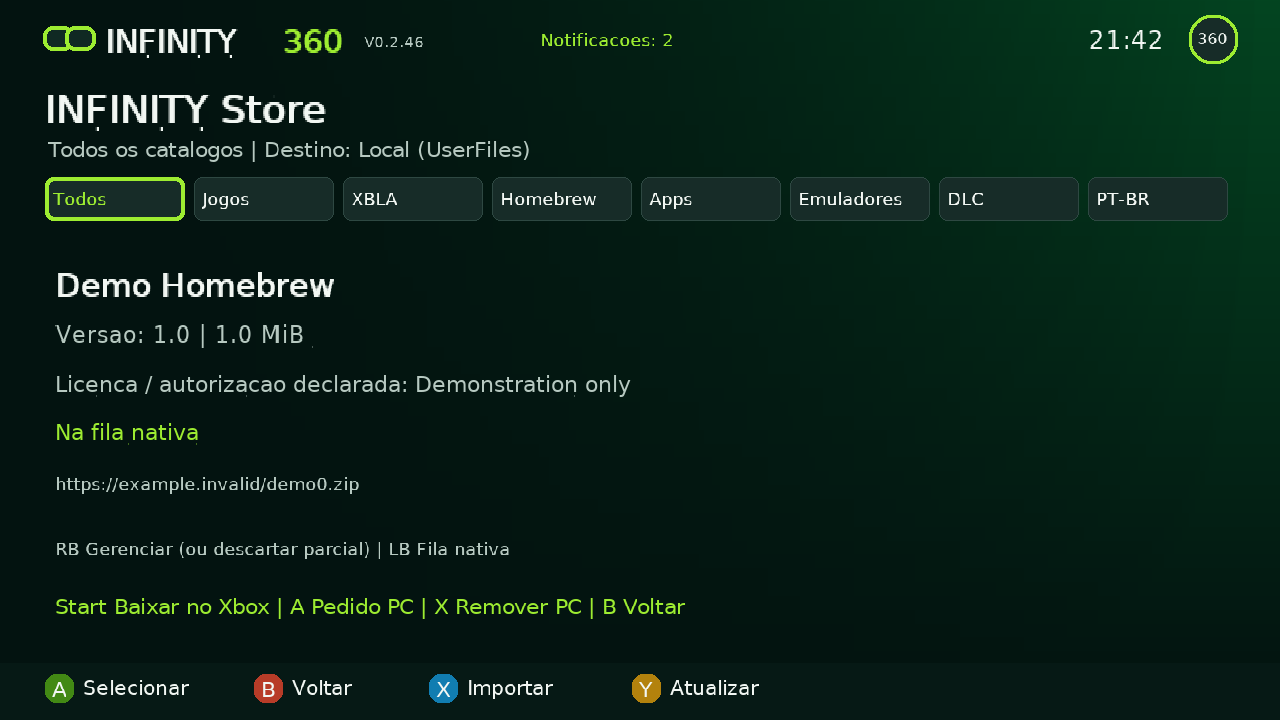 INFINITY 360 V0.2.46 Notificacoes: 2 21:42 360
INFINITY Store
Todos os catalogos | Destino: Local (UserFiles)
Todos Jogos XBLA Homebrew Apps Emuladores DLC PT-BR
Demo Homebrew
Versao: 1.0 | 1.0 MiB
Licenca / autorizacao declarada: Demonstration only
Na fila nativa
https://example.invalid/demo0.zip
RB Gerenciar (ou descartar parcial) | LB Fila nativa
Start Baixar no Xbox | A Pedido PC | X Remover PC | B Voltar
A Selecionar B Voltar X Importar Y Atualizar